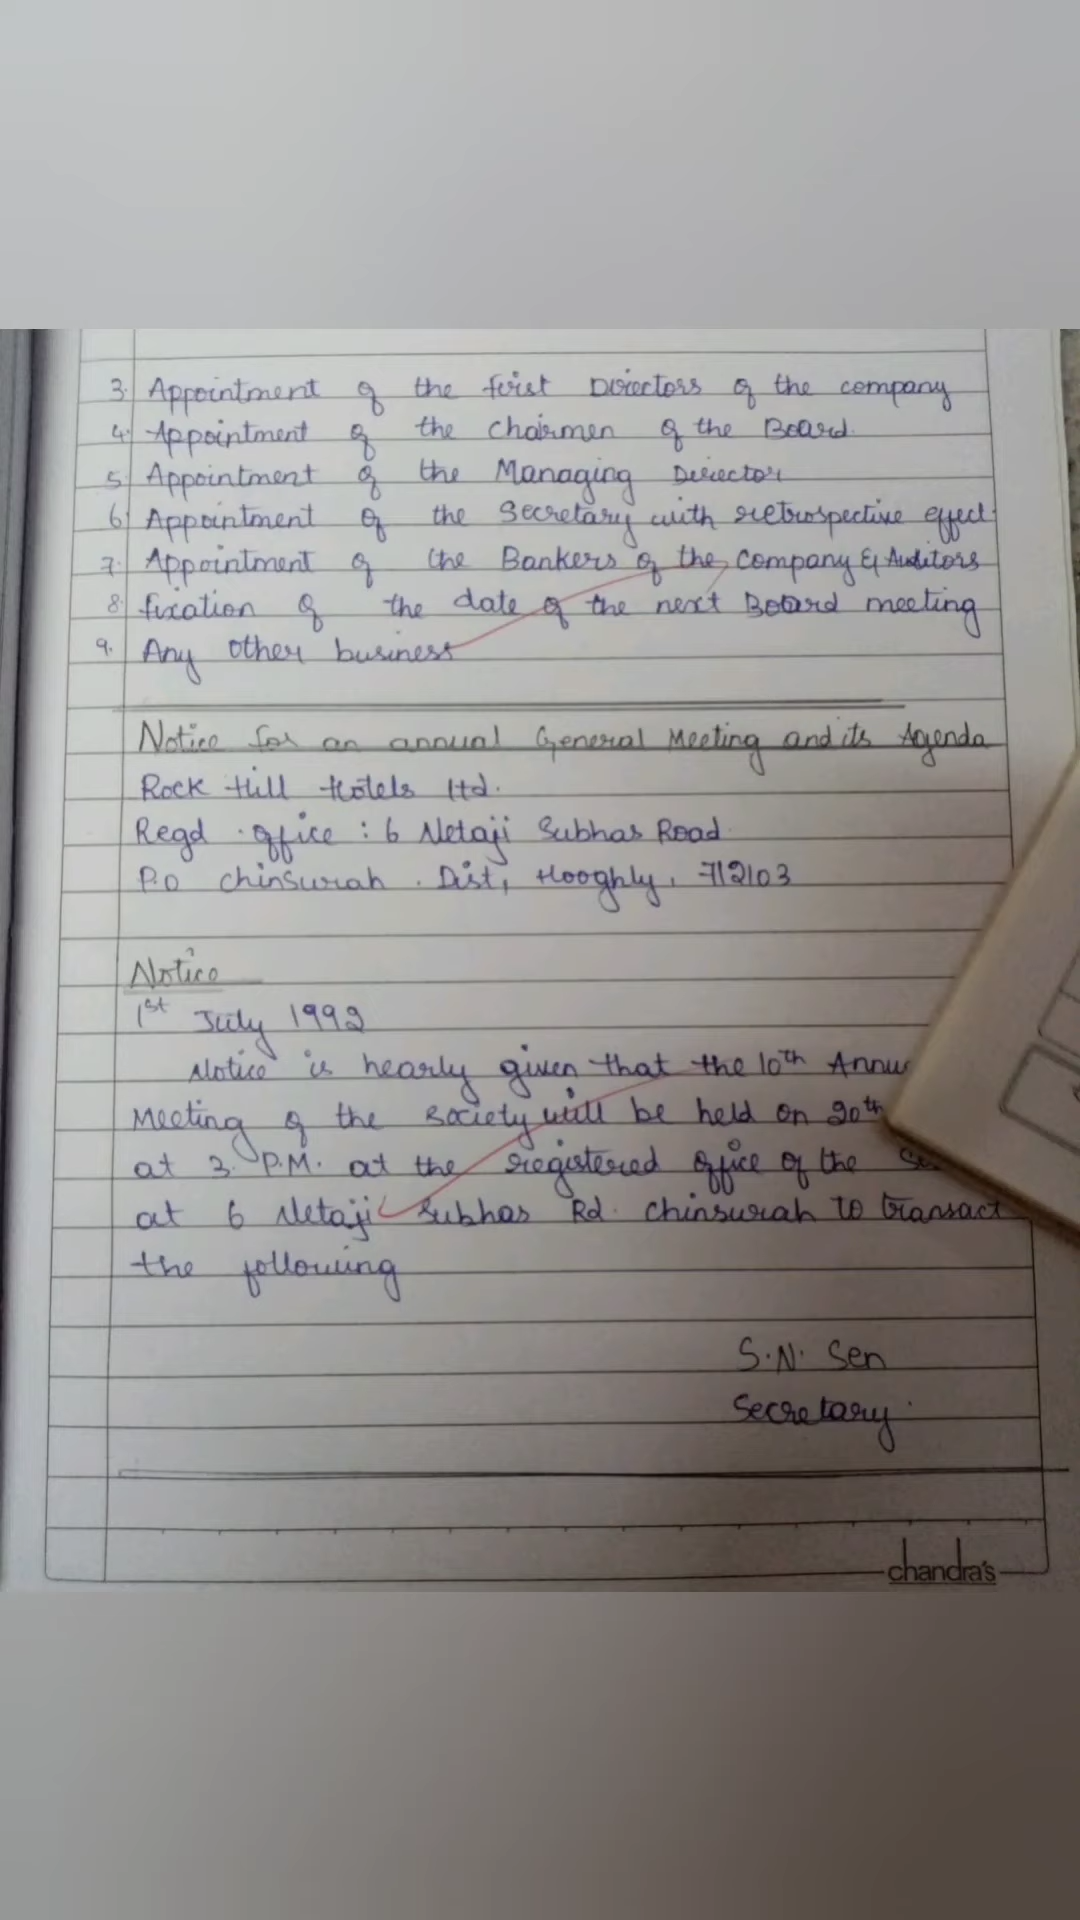 3. Appointment of the first Directors of the company
4. Appointment of the Chairmen of the Board.
5. Appointment of the Managing Director
6. Appointment of the Secretary with retrospective effect
7. Appointment of the Bankers of the company & Auditors
8. fixation of the date of the next Board meeting
9. Any other business
Notice for an annual General Meeting and its Agenda
Rock Hill Hotels ltd.
Regd. office : 6 Netaji Subhas Road
P.O chinsurah. Dist, Hooghly, 712103
Notice
1st July 1992
Notice is hearly given that the 10th Annu
Meeting of the society will be held on 20th
at 3 P.M. at the registered office of the
at 6 Netaji Subhas Rd. chinsurah to transact
the following
S.N. Sen
Secretary.
chandra's